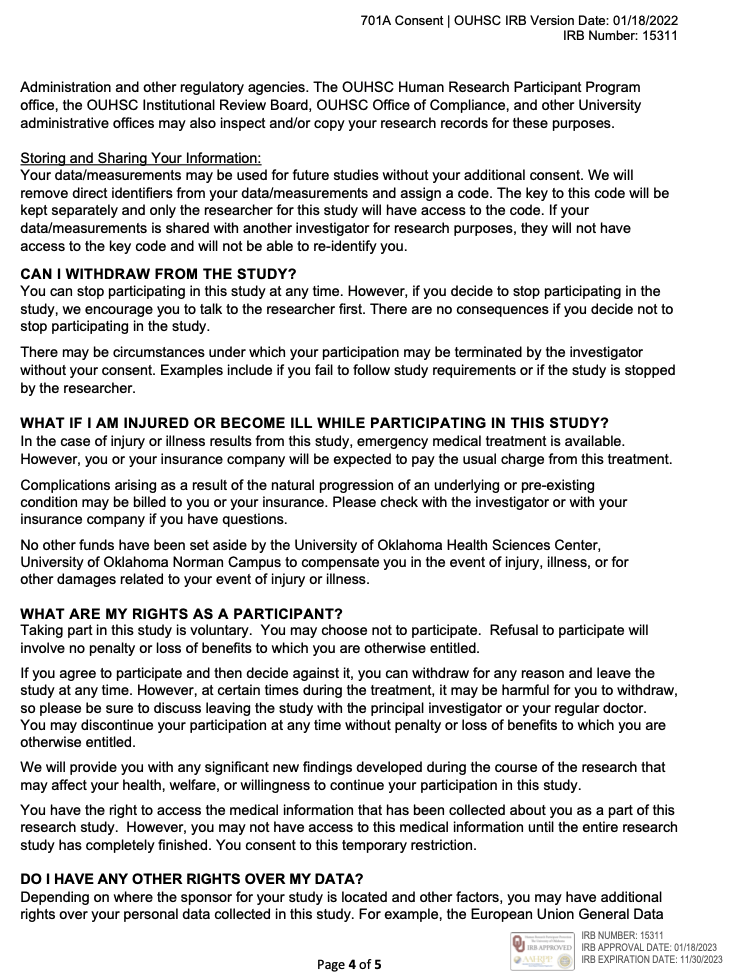 701A Consent | OUHSC IRB Version Date: 01/18/2022
IRB Number: 15311
Administration and other regulatory agencies. The OUHSC Human Research Participant Program
office, the OUHSC Institutional Review Board, OUHSC Office of Compliance, and other University
administrative offices may also inspect and/or copy your research records for these purposes.
Storing and Sharing Your Information:
Your data/measurements may be used for future studies without your additional consent. We will
remove direct identifiers from your data/measurements and assign a code. The key to this code will be
kept separately and only the researcher for this study will have access to the code. If your
data/measurements is shared with another investigator for research purposes, they will not have
access to the key code and will not be able to re-identify you.
CAN I WITHDRAW FROM THE STUDY?
You can stop participating in this study at any time. However, if you decide to stop participating in the
study, we encourage you to talk to the researcher first. There are no consequences if you decide not to
stop participating in the study.
There may be circumstances under which your participation may be terminated by the investigator
without your consent. Examples include if you fail to follow study requirements or if the study is stopped
by the researcher.
WHAT IF I AM INJURED OR BECOME ILL WHILE PARTICIPATING IN THIS STUDY?
In the case of injury or illness results from this study, emergency medical treatment is available.
However, you or your insurance company will be expected to pay the usual charge from this treatment.
Complications arising as a result of the natural progression of an underlying or pre-existing
condition may be billed to you or your insurance. Please check with the investigator or with your
insurance company if you have questions.
No other funds have been set aside by the University of Oklahoma Health Sciences Center,
University of Oklahoma Norman Campus to compensate you in the event of injury, illness, or for
other damages related to your event of injury or illness.
WHAT ARE MY RIGHTS AS A PARTICIPANT?
Taking part in this study is voluntary.  You may choose not to participate.  Refusal to participate will
involve no penalty or loss of benefits to which you are otherwise entitled.
If you agree to participate and then decide against it, you can withdraw for any reason and leave the
study at any time. However, at certain times during the treatment, it may be harmful for you to withdraw,
so please be sure to discuss leaving the study with the principal investigator or your regular doctor.
You may discontinue your participation at any time without penalty or loss of benefits to which you are
otherwise entitled.
We will provide you with any significant new findings developed during the course of the research that
may affect your health, welfare, or willingness to continue your participation in this study.
You have the right to access the medical information that has been collected about you as a part of this
research study.  However, you may not have access to this medical information until the entire research
study has completely finished. You consent to this temporary restriction.
DO I HAVE ANY OTHER RIGHTS OVER MY DATA?
Depending on where the sponsor for your study is located and other factors, you may have additional
rights over your personal data collected in this study. For example, the European Union General Data
IRB APPROVED
IRB NUMBER: 15311
IRB APPROVAL DATE: 01/18/2023
IRB EXPIRATION DATE: 11/30/2023
Page 4 of 5